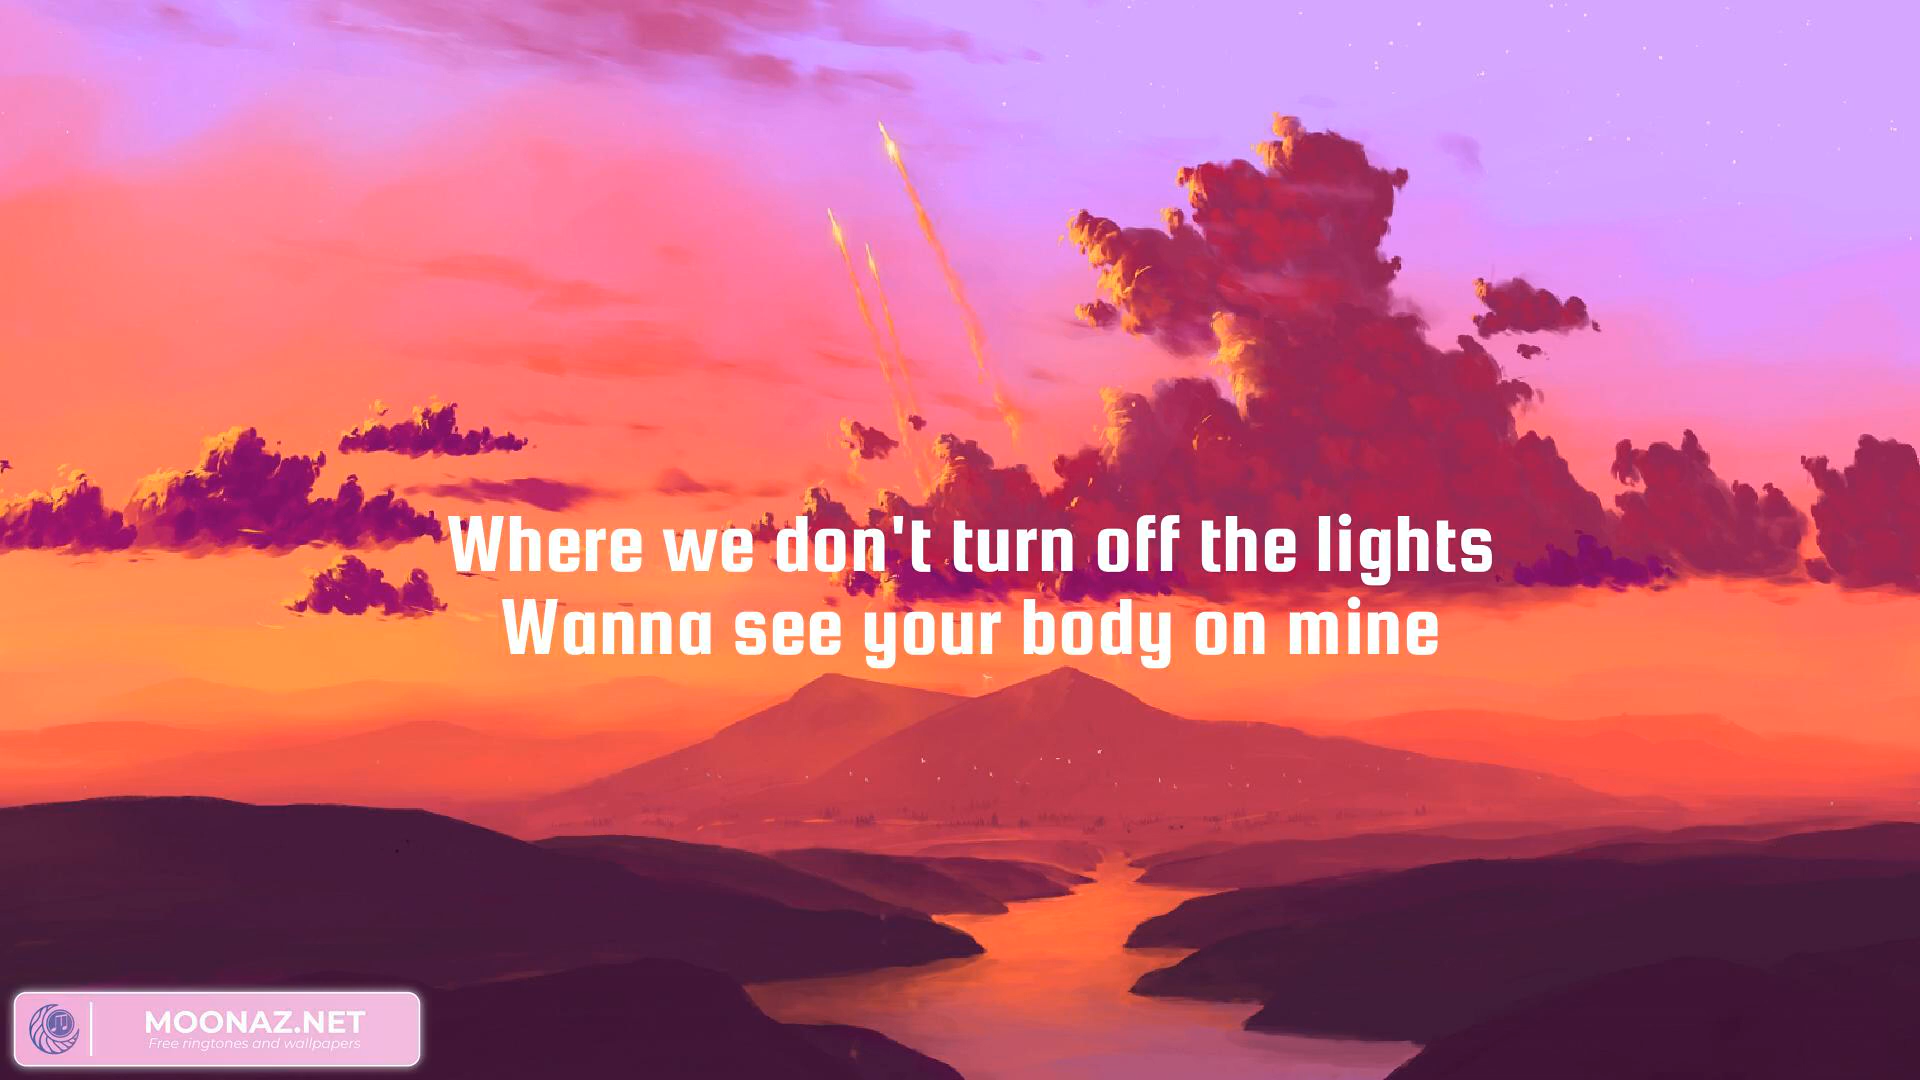 Where we don't turn off the lights
Wanna see your body on mine
MOONAZ.NET
Free ringtones and wallpapers